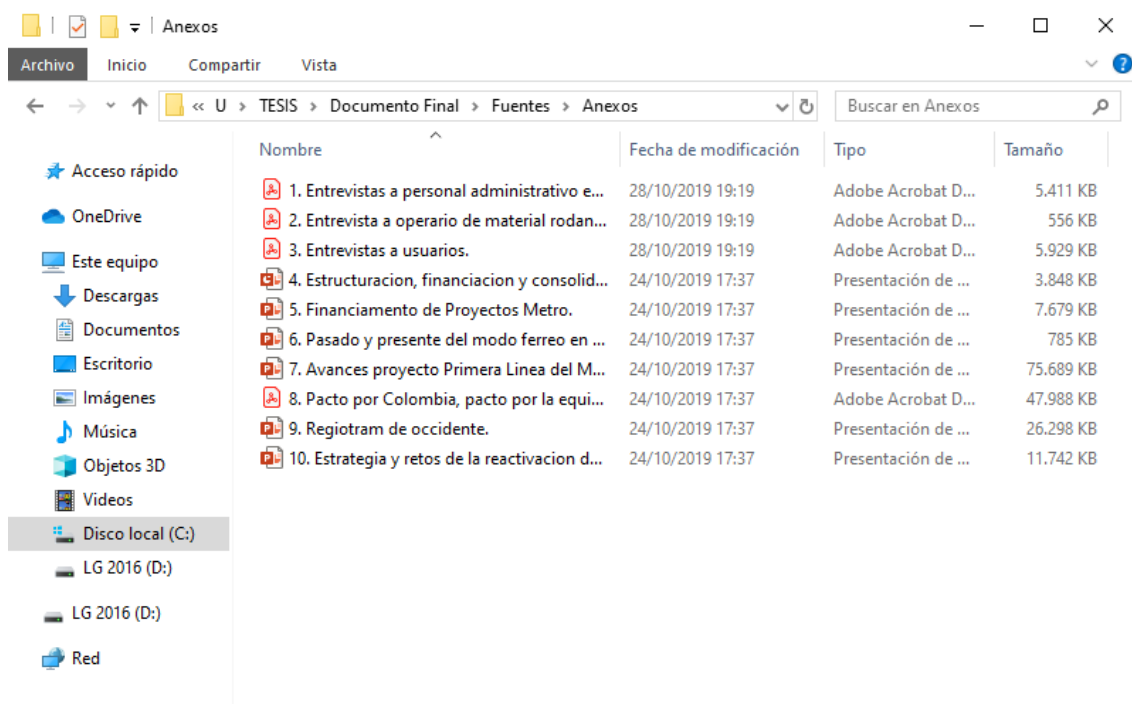 Anexos
Archivo Inicio Compartir Vista
« U > TESIS > Documento Final > Fuentes > Anexos Buscar en Anexos
Nombre Fecha de modificación Tipo Tamaño
Acceso rápido
OneDrive
Este equipo
Descargas
Documentos
Escritorio
Imágenes
Música
Objetos 3D
Videos
Disco local (C:)
LG 2016 (D:)
LG 2016 (D:)
Red
1. Entrevistas a personal administrativo e... 28/10/2019 19:19 Adobe Acrobat D... 5.411 KB
2. Entrevista a operario de material rodan... 28/10/2019 19:19 Adobe Acrobat D... 556 KB
3. Entrevistas a usuarios. 28/10/2019 19:19 Adobe Acrobat D... 5.929 KB
4. Estructuracion, financiacion y consolid... 24/10/2019 17:37 Presentación de ... 3.848 KB
5. Financiamento de Proyectos Metro. 24/10/2019 17:37 Presentación de ... 7.679 KB
6. Pasado y presente del modo ferreo en ... 24/10/2019 17:37 Presentación de ... 785 KB
7. Avances proyecto Primera Linea del M... 24/10/2019 17:37 Presentación de ... 75.689 KB
8. Pacto por Colombia, pacto por la equi... 24/10/2019 17:37 Adobe Acrobat D... 47.988 KB
9. Regiotram de occidente. 24/10/2019 17:37 Presentación de ... 26.298 KB
10. Estrategia y retos de la reactivacion d... 24/10/2019 17:37 Presentación de ... 11.742 KB